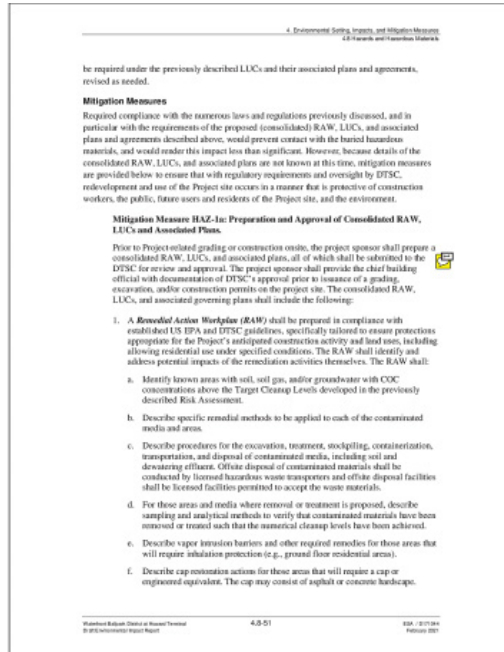 4. Environmental Setting, Impacts, and Mitigation Measures
4.8 Hazards and Hazardous Materials
be required under the previously described LUCs and their associated plans and agreements,
revised as needed.
Mitigation Measures
Required compliance with the numerous laws and regulations previously discussed, and in
particular with the requirements of the proposed (consolidated) RAW, LUCs, and associated
plans and agreements described above, would prevent contact with the buried hazardous
materials, and would render this impact less than significant. However, because details of the
consolidated RAW, LUCs, and associated plans are not known at this time, mitigation measures
are provided below to ensure that with regulatory requirements and oversight by DTSC,
redevelopment and use of the Project site occurs in a manner that is protective of construction
workers, the public, future users and residents of the Project site, and the environment.
Mitigation Measure HAZ-1a: Preparation and Approval of Consolidated RAW,
LUCs and Associated Plans.
Prior to Project-related grading or construction onsite, the project sponsor shall prepare a
consolidated RAW, LUCs, and associated plans, all of which shall be submitted to the
DTSC for review and approval. The project sponsor shall provide the chief building
official with documentation of DTSC's approval prior to issuance of a grading,
excavation, and/or construction permits on the project site. The consolidated RAW,
LUCs, and associated governing plans shall include the following:
1. A Remedial Action Workplan (RAW) shall be prepared in compliance with
established US EPA and DTSC guidelines, specifically tailored to ensure protections
appropriate for the Project's anticipated construction activity and land uses, including
allowing residential use under specified conditions. The RAW shall identify and
address potential impacts of the remediation activities themselves. The RAW shall:
a. Identify known areas with soil, soil gas, and/or groundwater with COC
concentrations above the Target Cleanup Levels developed in the previously
described Risk Assessment.
b. Describe specific remedial methods to be applied to each of the contaminated
media and areas.
c. Describe procedures for the excavation, treatment, stockpiling, containerization,
transportation, and disposal of contaminated media, including soil and
dewatering effluent. Offsite disposal of contaminated materials shall be
conducted by licensed hazardous waste transporters and offsite disposal facilities
shall be licensed facilities permitted to accept the waste materials.
d. For those areas and media where removal or treatment is proposed, describe
sampling and analytical methods to verify that contaminated materials have been
removed or treated such that the numerical cleanup levels have been achieved.
e. Describe vapor intrusion barriers and other required remedies for those areas that
will require inhalation protection (e.g., ground floor residential areas).
f. Describe cap restoration actions for those areas that will require a cap or
engineered equivalent. The cap may consist of asphalt or concrete hardscape.
Waterfront Ballpark District at Howard Terminal
4.8-51
ESA / D171044
Draft Environmental Impact Report
February 2021